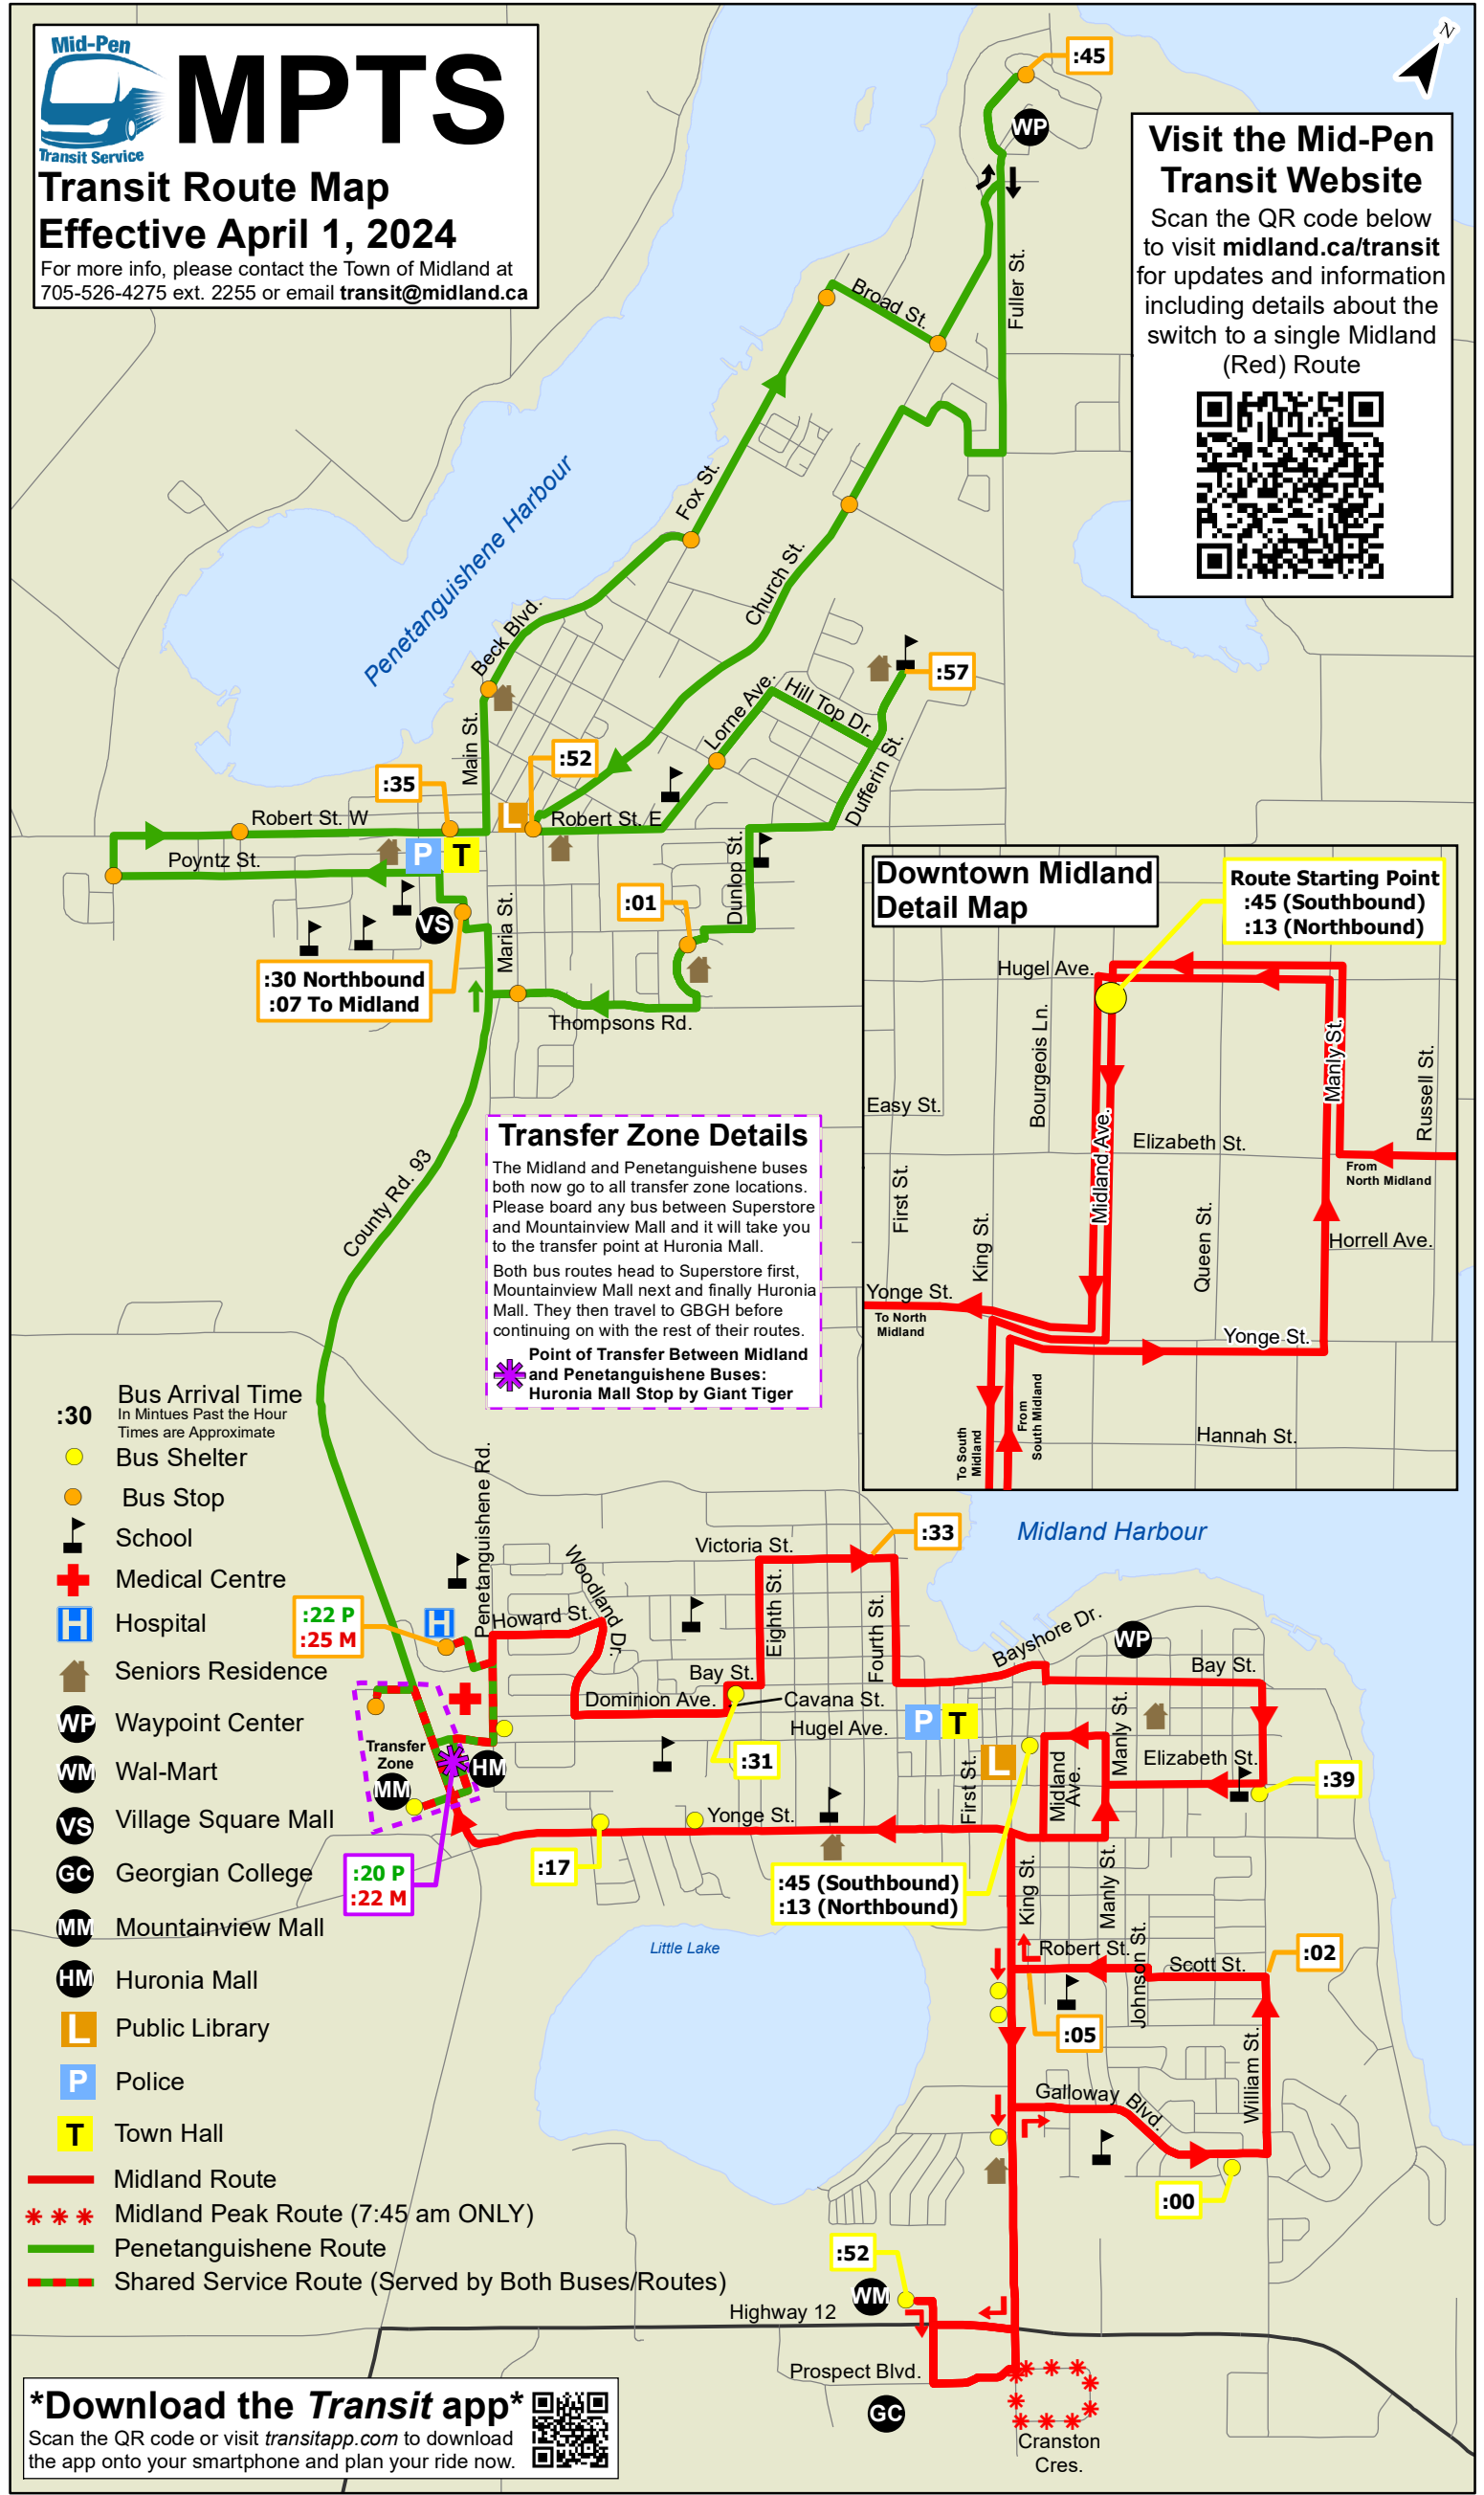 Mid-Pen
Transit Service
MPTS
Transit Route Map
Effective April 1, 2024
For more info, please contact the Town of Midland at
705-526-4275 ext. 2255 or email transit@midland.ca
N
Visit the Mid-Pen
Transit Website
Scan the QR code below
to visit midland.ca/transit
for updates and information
including details about the
switch to a single Midland
(Red) Route
:45
WP
Fuller St.
Broad St.
Fox St.
Penetanguishene Harbour
Church St.
Beck Blvd.
:57
Lorne Ave.
Hill Top Dr.
Dufferin St.
Main St.
:52
:35
Robert St. W
L
Robert St. E
Poyntz St.
P
T
Dunlop St.
VS
:01
Maria St.
:30 Northbound
:07 To Midland
Thompsons Rd.
County Rd. 93
Downtown Midland
Detail Map
Route Starting Point
:45 (Southbound)
:13 (Northbound)
Hugel Ave.
Bourgeois Ln.
Manly St.
Russell St.
Easy St.
Midland Ave.
Elizabeth St.
From
North Midland
First St.
King St.
Queen St.
Horrell Ave.
Yonge St.
To North
Midland
Yonge St.
To South
Midland
From
South Midland
Hannah St.
Transfer Zone Details
The Midland and Penetanguishene buses
both now go to all transfer zone locations.
Please board any bus between Superstore
and Mountainview Mall and it will take you
to the transfer point at Huronia Mall.
Both bus routes head to Superstore first,
Mountainview Mall next and finally Huronia
Mall. They then travel to GBGH before
continuing on with the rest of their routes.
Point of Transfer Between Midland
and Penetanguishene Buses:
Huronia Mall Stop by Giant Tiger
:30
Bus Arrival Time
In Mintues Past the Hour
Times are Approximate
Bus Shelter
Bus Stop
School
Medical Centre
H
Hospital
Seniors Residence
WP
Waypoint Center
WM
Wal-Mart
VS
Village Square Mall
GC
Georgian College
MM
Mountainview Mall
HM
Huronia Mall
L
Public Library
P
Police
T
Town Hall
Midland Route
Midland Peak Route (7:45 am ONLY)
Penetanguishene Route
Shared Service Route (Served by Both Buses/Routes)
Midland Harbour
:33
Victoria St.
Penetanguishene Rd.
Woodland Dr.
Howard St.
Eighth St.
Fourth St.
:22 P
:25 M
H
Bayshore Dr.
WP
Bay St.
Bay St.
Dominion Ave.
Cavana St.
Hugel Ave.
P
T
Manly St.
Transfer
Zone
MM
HM
:31
L
First St.
Midland
Ave.
Elizabeth St.
:39
Yonge St.
:17
:20 P
:22 M
:45 (Southbound)
:13 (Northbound)
King St.
Manly St.
Little Lake
Robert St.
Johnson St.
Scott St.
:02
:05
Galloway Blvd.
William St.
:00
:52
WM
Highway 12
Prospect Blvd.
GC
Cranston
Cres.
*Download the Transit app*
Scan the QR code or visit transitapp.com to download
the app onto your smartphone and plan your ride now.